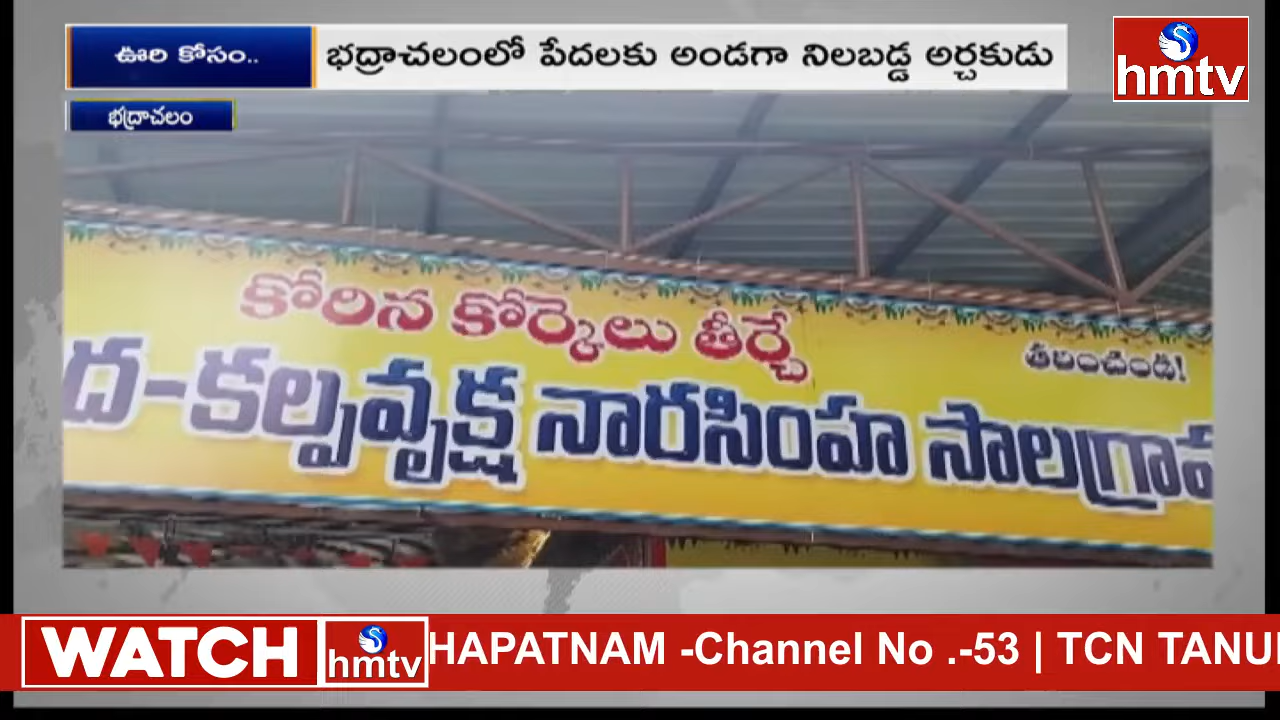 ఊరి కోసం..
భద్రాచలంలో పేదలకు అండగా నిలబడ్డ అర్చకుడు
hmtv
భద్రాచలం
కోరిన కోర్కెలు తీర్చే
తరించండి!
ద-కల్పవృక్ష నారసింహ సాలగ్రా
WATCH hmtv HAPATNAM -Channel No .-53 | TCN TANU